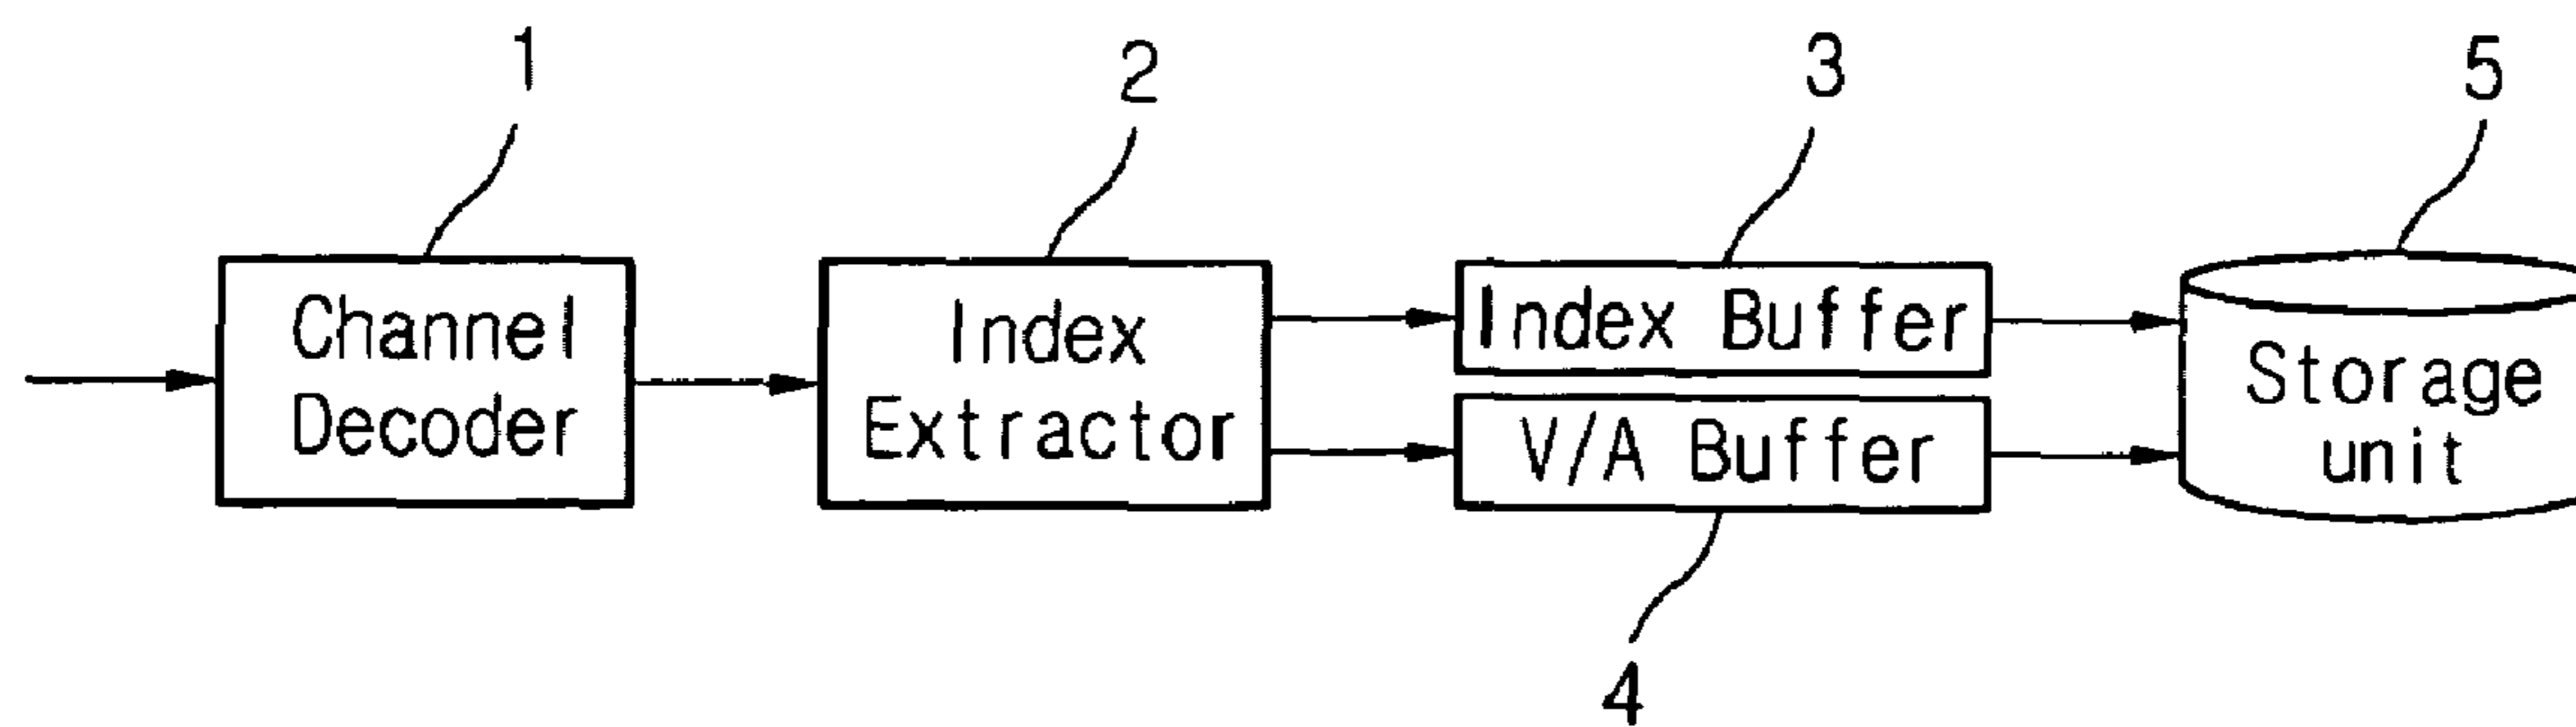 1
2
3
5
Channel
Decoder
Index
Extractor
Index Buffer
V/A Buffer
Storage
unit
4